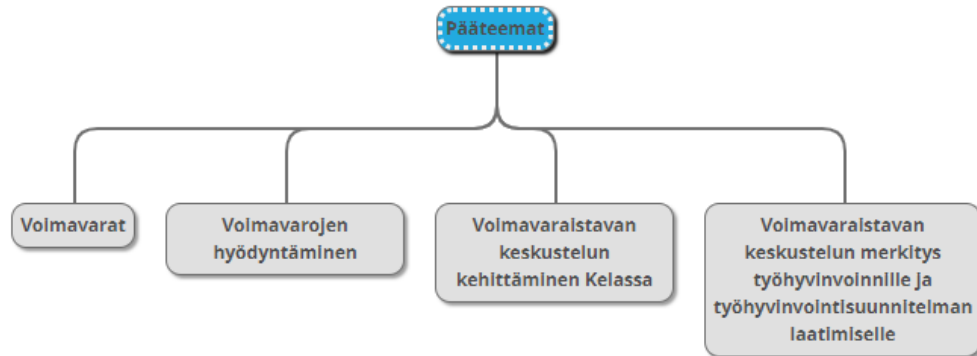 Pääteemat
Voimavarat
Voimavarojen
hyödyntäminen
Voimavaraistavan
keskustelun
kehittäminen Kelassa
Voimavaraistavan
keskustelun merkitys
työhyvinvoinnille ja
työhyvinvointisuunnitelman
laatimiselle